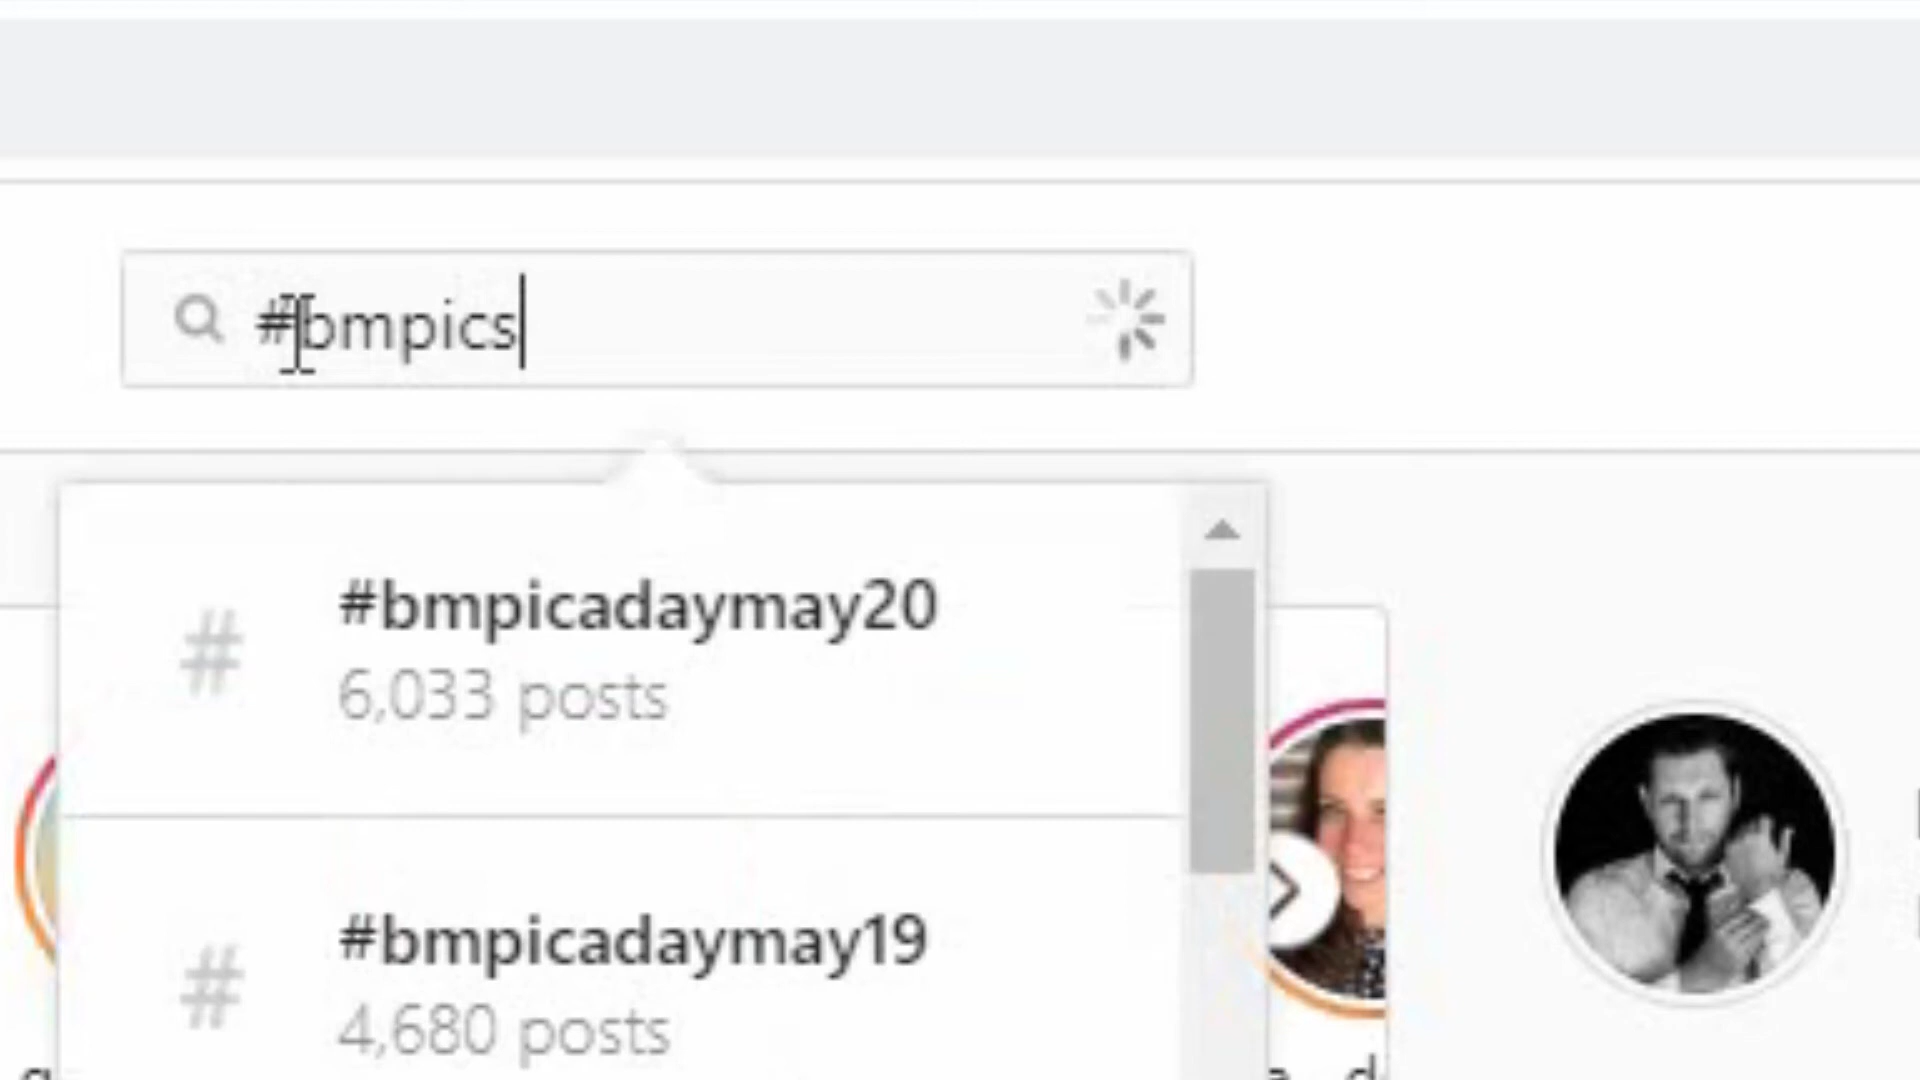 #bmpics
#bmpicadaymay20
6,033 posts
#bmpicadaymay19
4,680 posts